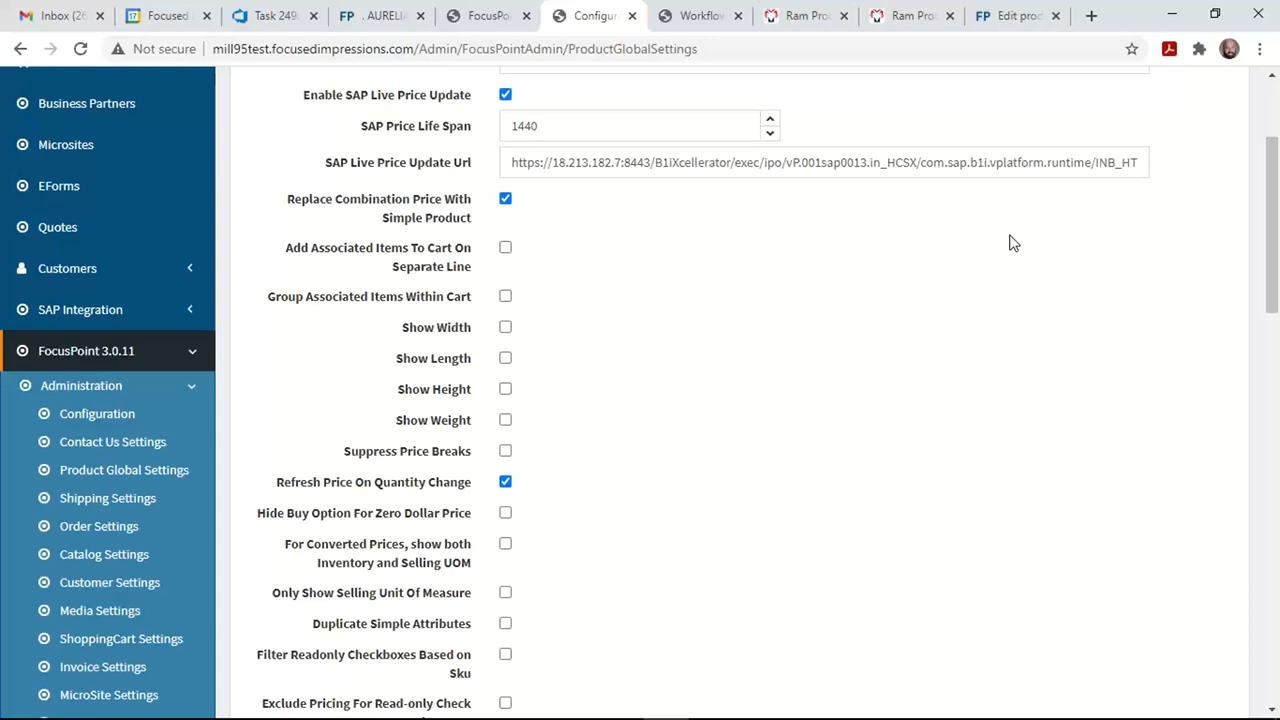 Inbox (26
Focused
Task 249
FP . AURELI
FocusP
Configur
Workflow
Ram Pro
Ram Pro
FP Edit produ
Not secure mill95test.focusedimpressions.com/Admin/FocusPointAdmin/ProductGlobalSettings
Business Partners
Microsites
EForms
Quotes
Customers
SAP Integration
FocusPoint 3.0.11
Administration
Configuration
Contact Us Settings
Product Global Settings
Shipping Settings
Order Settings
Catalog Settings
Customer Settings
Media Settings
ShoppingCart Settings
Invoice Settings
MicroSite Settings
Enable SAP Live Price Update
SAP Price Life Span 1440
SAP Live Price Update Url https://18.213.182.7:8443/B1iXcellerator/exec/ipo/vP.001sap0013.in_HCSX/com.sap.b1i.vplatform.runtime/INB_HT
Replace Combination Price With
Simple Product
Add Associated Items To Cart On
Separate Line
Group Associated Items Within Cart
Show Width
Show Length
Show Height
Show Weight
Suppress Price Breaks
Refresh Price On Quantity Change
Hide Buy Option For Zero Dollar Price
For Converted Prices, show both
Inventory and Selling UOM
Only Show Selling Unit Of Measure
Duplicate Simple Attributes
Filter Readonly Checkboxes Based on
Sku
Exclude Pricing For Read-only Check